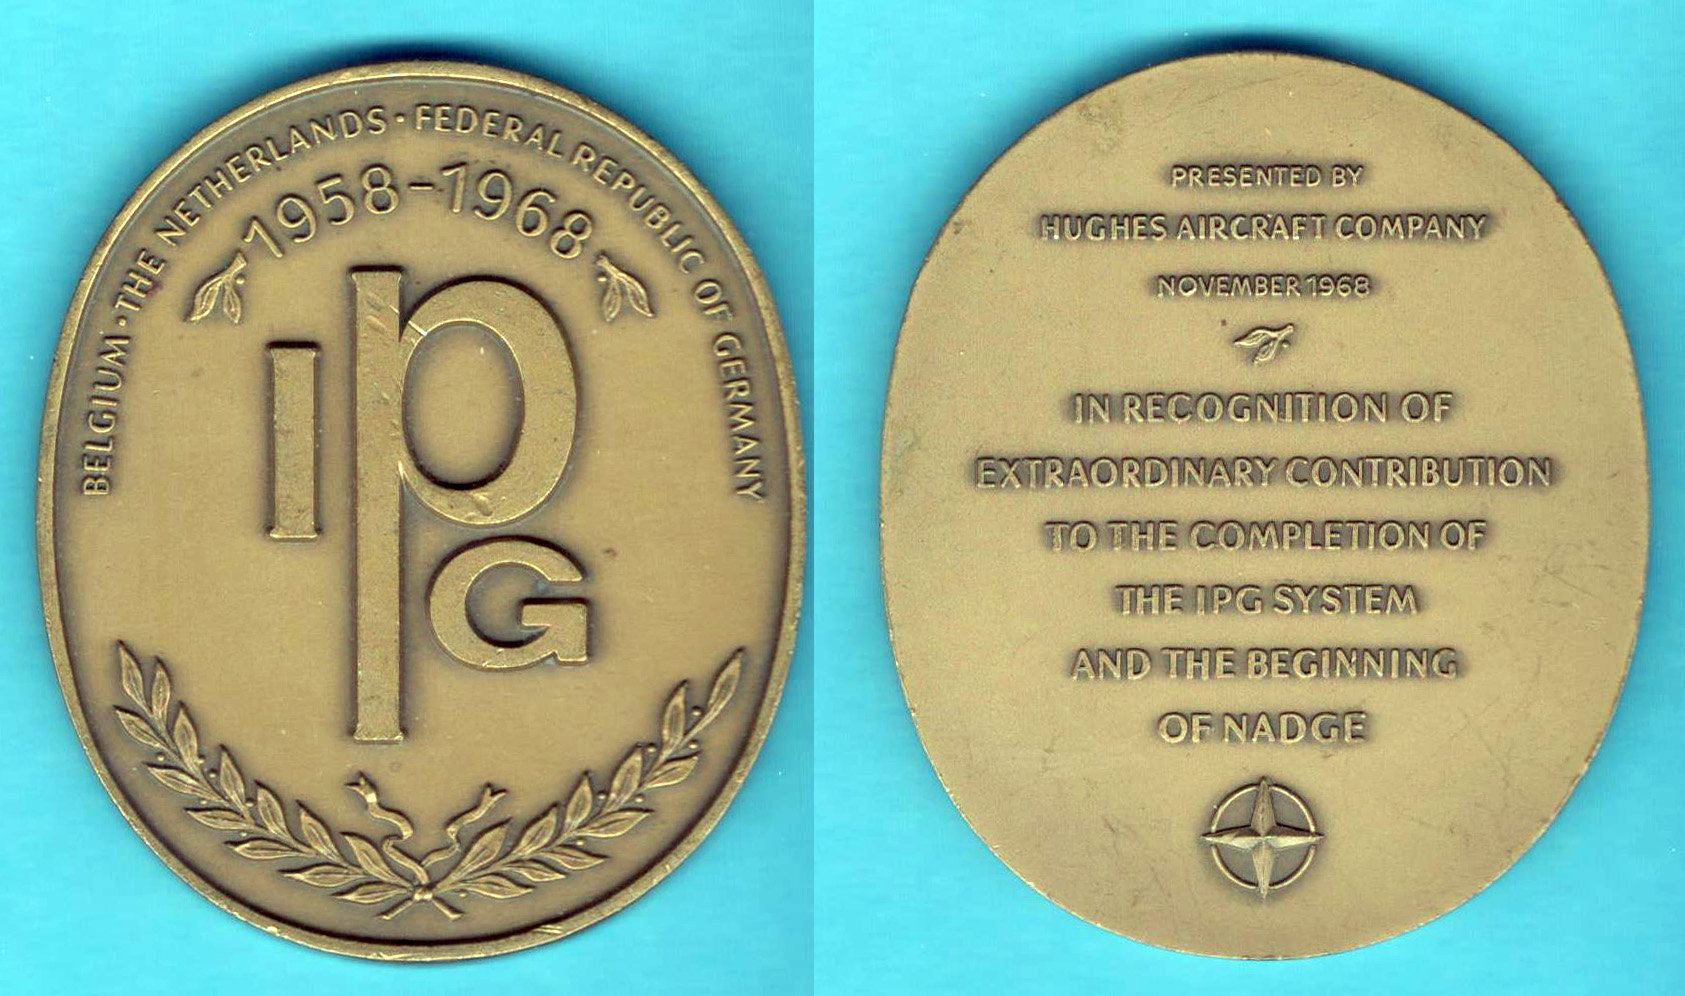 BELGIUM · THE NETHERLANDS · FEDERAL REPUBLIC OF GERMANY
1958-1968
IPG
PRESENTED BY
HUGHES AIRCRAFT COMPANY
NOVEMBER 1968
IN RECOGNITION OF
EXTRAORDINARY CONTRIBUTION
TO THE COMPLETION OF
THE IPG SYSTEM
AND THE BEGINNING
OF NADGE